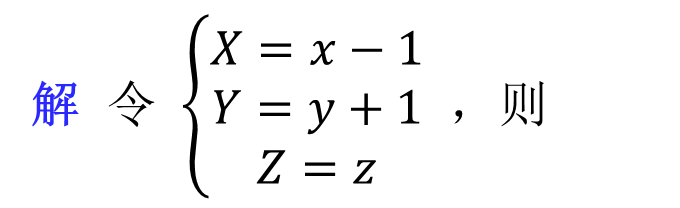 解 令 { X = x − 1
Y = y + 1 ，则
Z = z